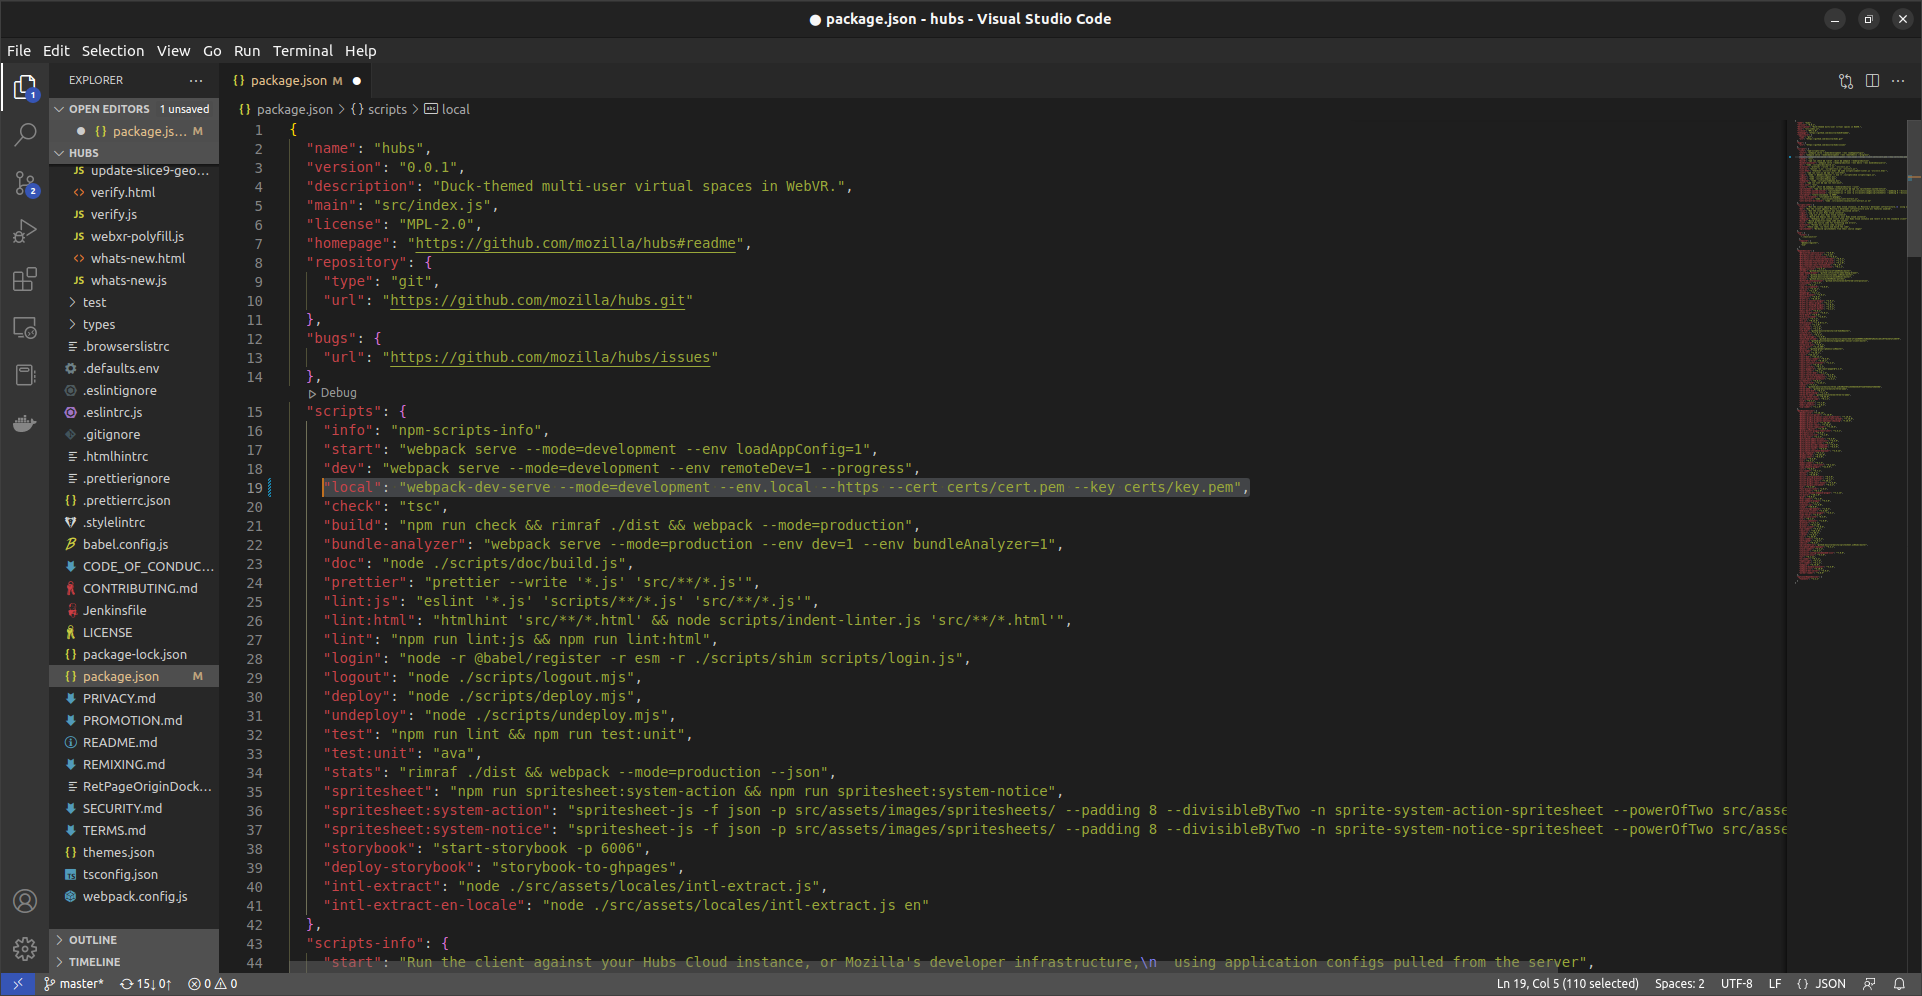 ● package.json - hubs - Visual Studio Code
File Edit Selection View Go Run Terminal Help
EXPLORER
OPEN EDITORS 1 unsaved
package.js... M
HUBS
update-slice9-geo...
verify.html
verify.js
webxr-polyfill.js
whats-new.html
whats-new.js
test
types
.browserslistrc
.defaults.env
.eslintignore
.eslintrc.js
.gitignore
.htmlhintrc
.prettierignore
.prettierrc.json
.stylelintrc
babel.config.js
CODE_OF_CONDUC...
CONTRIBUTING.md
Jenkinsfile
LICENSE
package-lock.json
package.json M
PRIVACY.md
PROMOTION.md
README.md
REMIXING.md
RetPageOriginDock...
SECURITY.md
TERMS.md
themes.json
tsconfig.json
webpack.config.js
OUTLINE
TIMELINE
{} package.json M ●
{} package.json > {} scripts > abc local
1 {
2 "name": "hubs",
3 "version": "0.0.1",
4 "description": "Duck-themed multi-user virtual spaces in WebVR.",
5 "main": "src/index.js",
6 "license": "MPL-2.0",
7 "homepage": "https://github.com/mozilla/hubs#readme",
8 "repository": {
9 "type": "git",
10 "url": "https://github.com/mozilla/hubs.git"
11 },
12 "bugs": {
13 "url": "https://github.com/mozilla/hubs/issues"
14 },
Debug
15 "scripts": {
16 "info": "npm-scripts-info",
17 "start": "webpack serve --mode=development --env loadAppConfig=1",
18 "dev": "webpack serve --mode=development --env remoteDev=1 --progress",
19 "local": "webpack-dev-serve --mode=development --env.local --https --cert certs/cert.pem --key certs/key.pem",
20 "check": "tsc",
21 "build": "npm run check && rimraf ./dist && webpack --mode=production",
22 "bundle-analyzer": "webpack serve --mode=production --env dev=1 --env bundleAnalyzer=1",
23 "doc": "node ./scripts/doc/build.js",
24 "prettier": "prettier --write '*.js' 'src/**/*.js'",
25 "lint:js": "eslint '*.js' 'scripts/**/*.js' 'src/**/*.js'",
26 "lint:html": "htmlhint 'src/**/*.html' && node scripts/indent-linter.js 'src/**/*.html'",
27 "lint": "npm run lint:js && npm run lint:html",
28 "login": "node -r @babel/register -r esm -r ./scripts/shim scripts/login.js",
29 "logout": "node ./scripts/logout.mjs",
30 "deploy": "node ./scripts/deploy.mjs",
31 "undeploy": "node ./scripts/undeploy.mjs",
32 "test": "npm run lint && npm run test:unit",
33 "test:unit": "ava",
34 "stats": "rimraf ./dist && webpack --mode=production --json",
35 "spritesheet": "npm run spritesheet:system-action && npm run spritesheet:system-notice",
36 "spritesheet:system-action": "spritesheet-js -f json -p src/assets/images/spritesheets/ --padding 8 --divisibleByTwo -n sprite-system-action-spritesheet --powerOfTwo src/asse
37 "spritesheet:system-notice": "spritesheet-js -f json -p src/assets/images/spritesheets/ --padding 8 --divisibleByTwo -n sprite-system-notice-spritesheet --powerOfTwo src/asse
38 "storybook": "start-storybook -p 6006",
39 "deploy-storybook": "storybook-to-ghpages",
40 "intl-extract": "node ./src/assets/locales/intl-extract.js",
41 "intl-extract-en-locale": "node ./src/assets/locales/intl-extract.js en"
42 },
43 "scripts-info": {
44 "start": "Run the client against your Hubs Cloud instance, or Mozilla's developer infrastructure,\n using application configs pulled from the server",
master* 15↓ 0↑ 0 0 Ln 19, Col 5 (110 selected) Spaces: 2 UTF-8 LF {} JSON